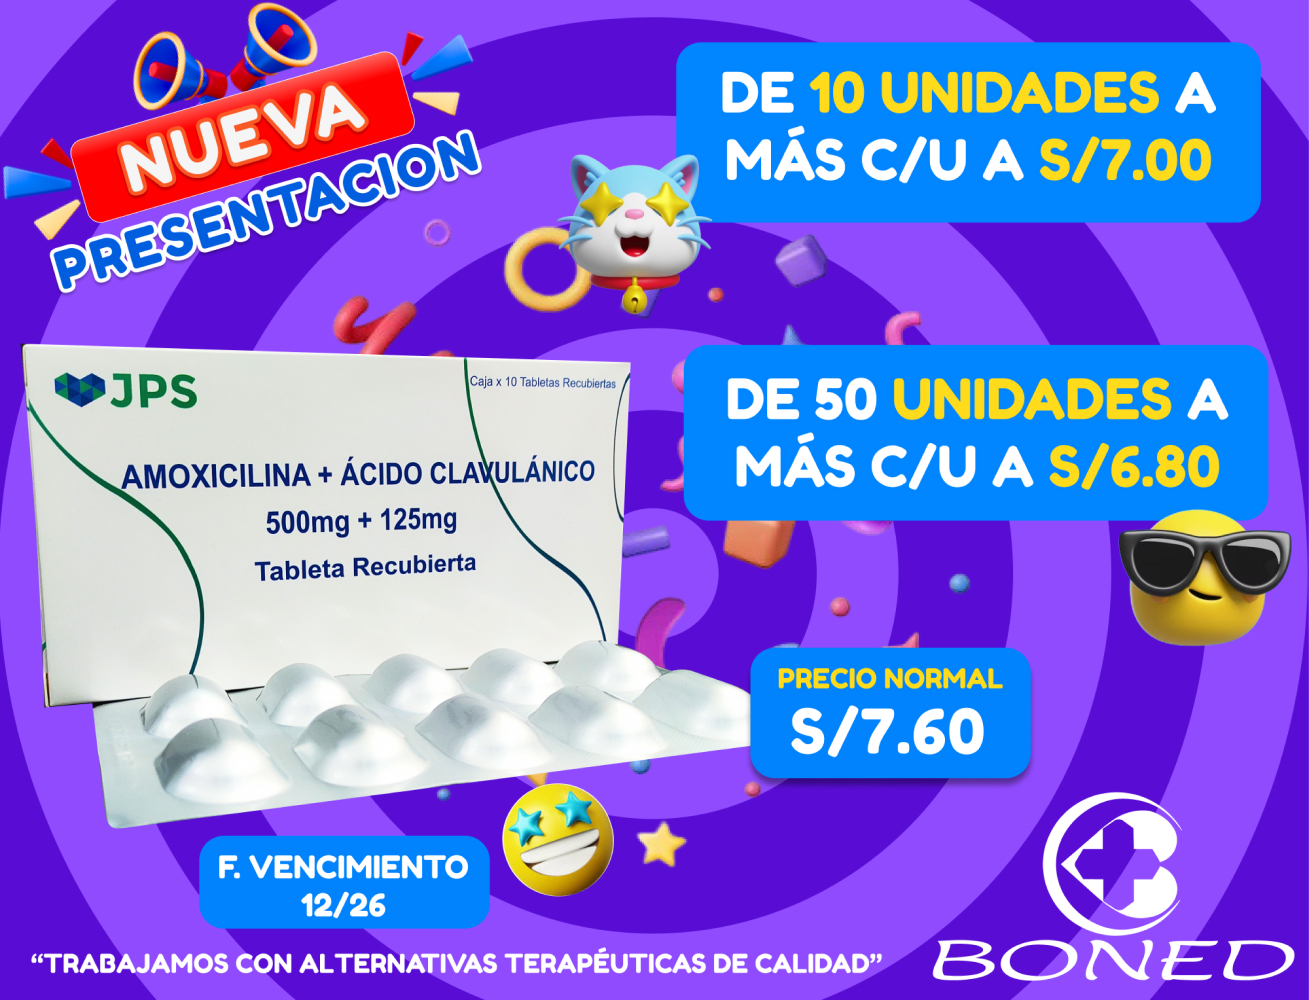 NUEVA
PRESENTACION
DE 10 UNIDADES A
MÁS C/U A S/7.00
JPS
Caja x 10 Tabletas Recubiertas
AMOXICILINA + ÁCIDO CLAVULÁNICO
500mg + 125mg
Tableta Recubierta
DE 50 UNIDADES A
MÁS C/U A S/6.80
PRECIO NORMAL
S/7.60
F. VENCIMIENTO
12/26
“TRABAJAMOS CON ALTERNATIVAS TERAPÉUTICAS DE CALIDAD”
BONED